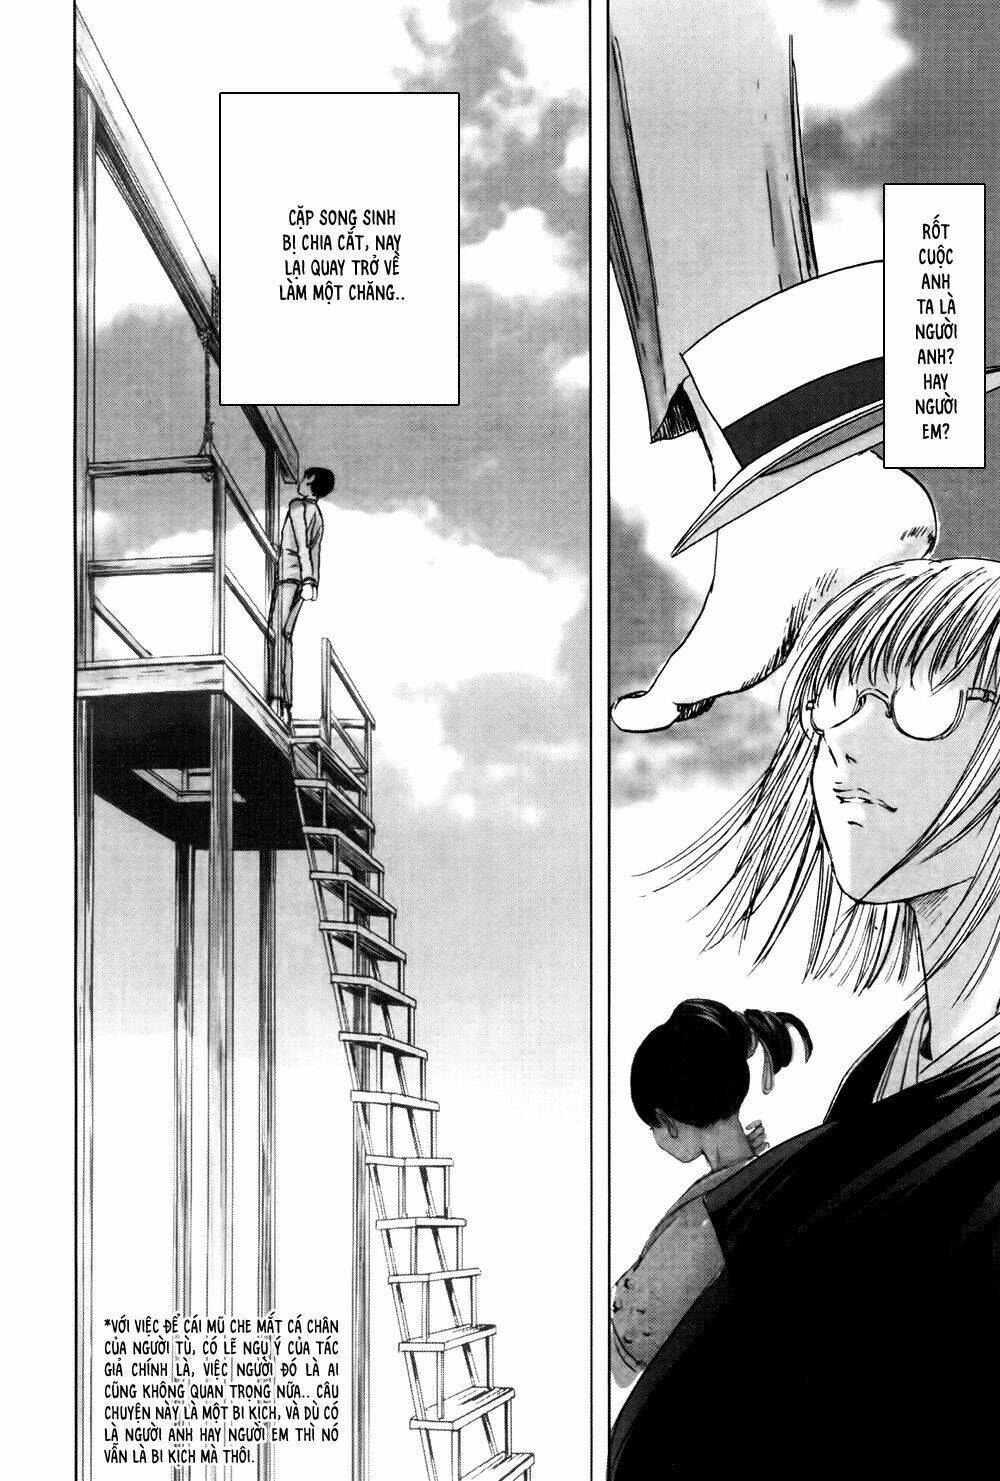 RỐT
CUỘC
ANH
TA LÀ
NGƯỜI
ANH?
HAY
NGƯỜI
EM?
CẶP SONG SINH
BỊ CHIA CẮT, NAY
LẠI QUAY TRỞ VỀ
LÀM MỘT CHĂNG..
*VỚI VIỆC ĐỂ CÁI MŨ CHE MẮT CÁ CHÂN
CỦA NGƯỜI TÙ, CÓ LẼ NGỤ Ý CỦA TÁC
GIẢ CHÍNH LÀ, VIỆC NGƯỜI ĐÓ LÀ AI
CŨNG KHÔNG QUAN TRỌNG NỮA.. CÂU
CHUYỆN NÀY LÀ MỘT BI KỊCH, VÀ DÙ CÓ
LÀ NGƯỜI ANH HAY NGƯỜI EM THÌ NÓ
VẪN LÀ BI KỊCH MÀ THÔI.